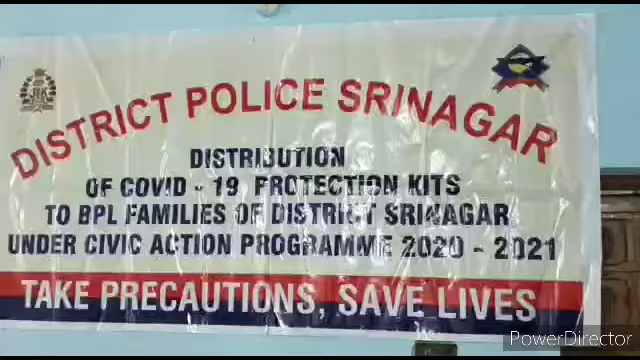 DISTRICT POLICE SRINAGAR
DISTRIBUTION
OF COVID - 19 PROTECTION KITS
TO BPL FAMILIES OF DISTRICT SRINAGAR
UNDER CIVIC ACTION PROGRAMME 2020 - 2021
TAKE PRECAUTIONS, SAVE LIVES
PowerDirector